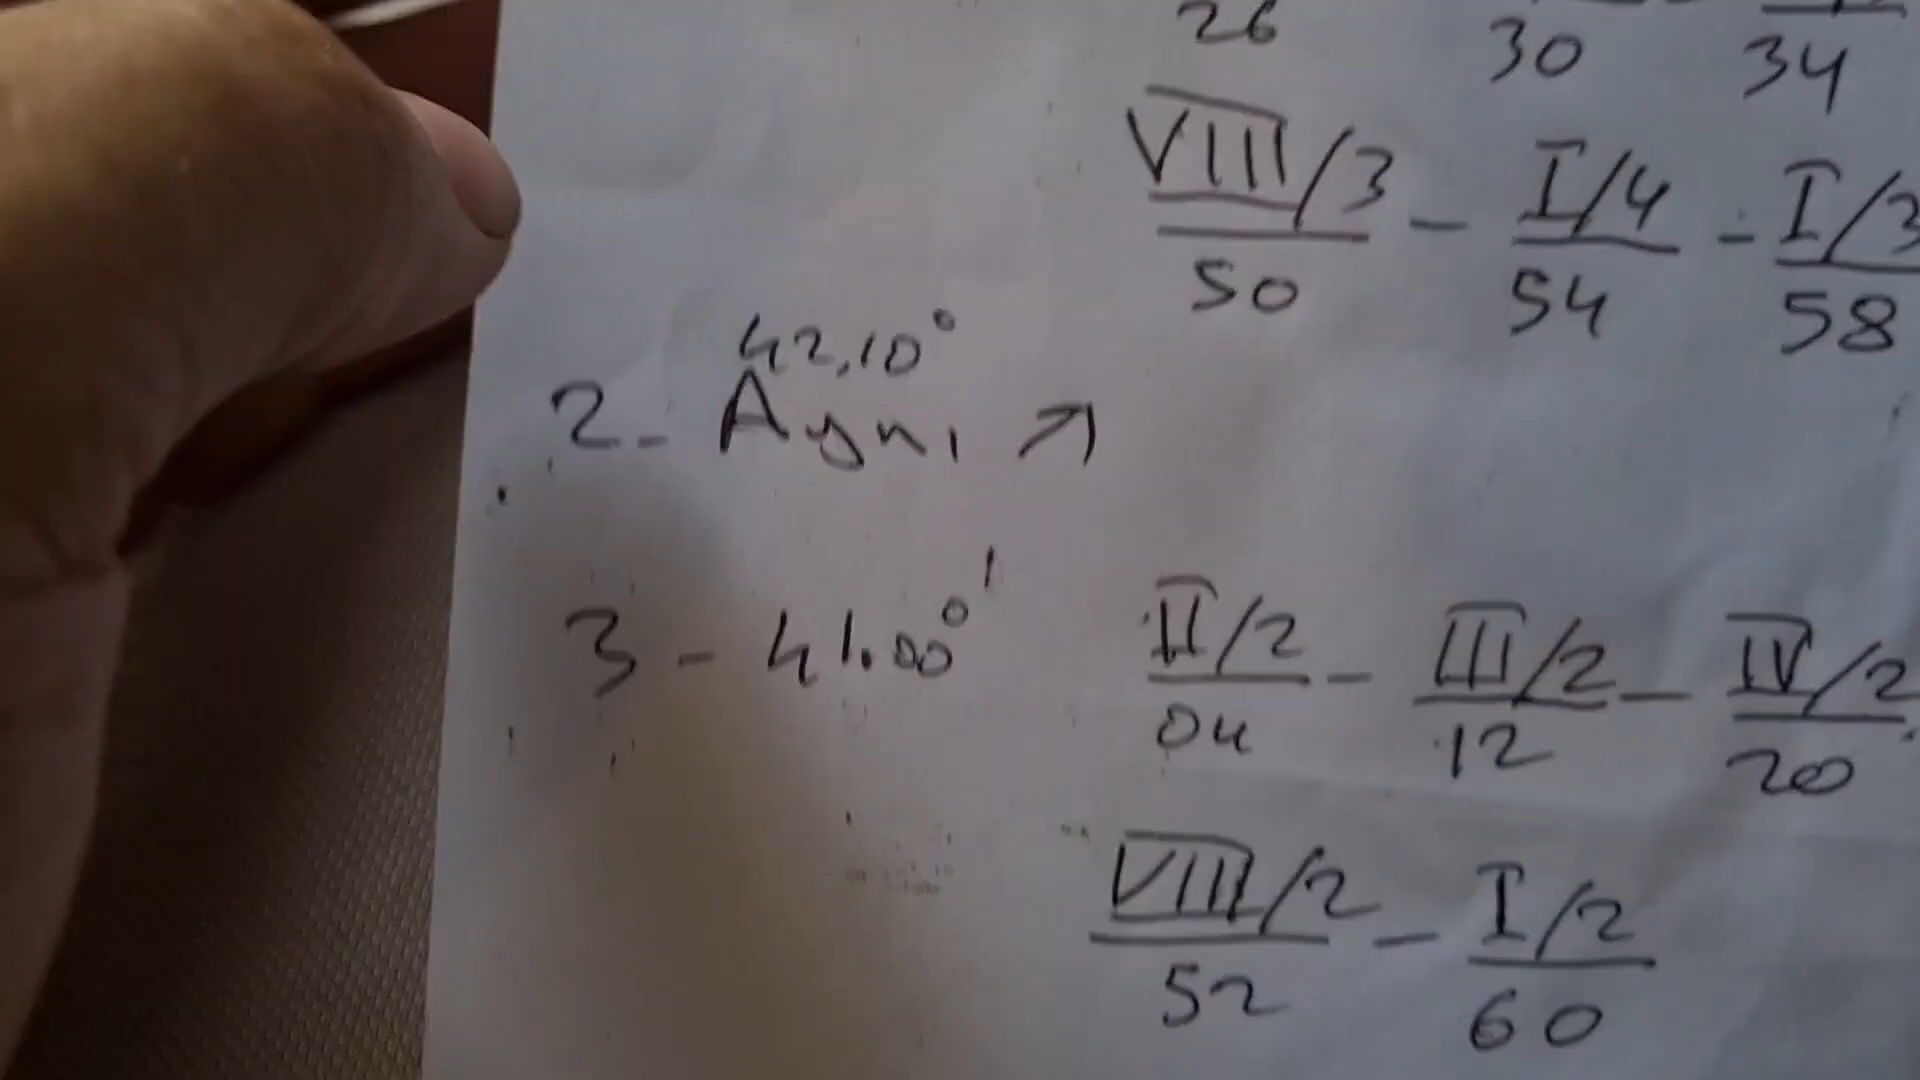 26 30 34
VIII/3 - I/4 - I/3
50 54 58
42.10°
2- Aynı ↗
3 - 41.00°'
II/2 - III/2 - IV/2
04 12 20
VIII/2 - I/2
52 60